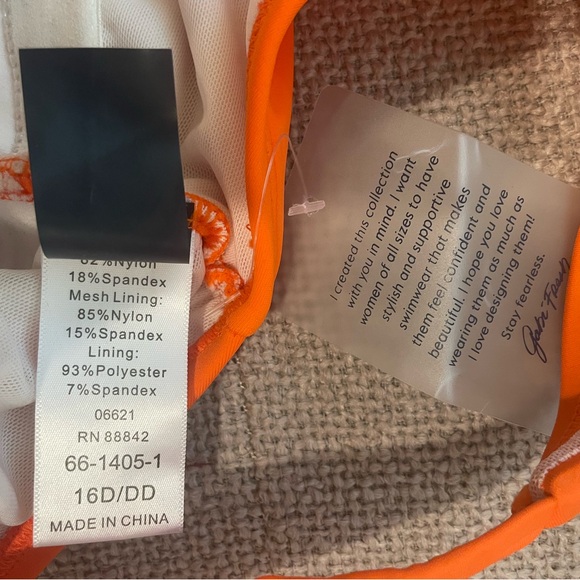 82%Nylon
18%Spandex
Mesh Lining:
85%Nylon
15%Spandex
Lining:
93%Polyester
7%Spandex
06621
RN 88842
66-1405-1
16D/DD
MADE IN CHINA
I created this collection
with you in mind. I want
women of all sizes to have
stylish and supportive
swimwear that makes
them feel confident and
beautiful. I hope you love
wearing them as much as
I love designing them!
Stay fearless.
Gabi Fresh